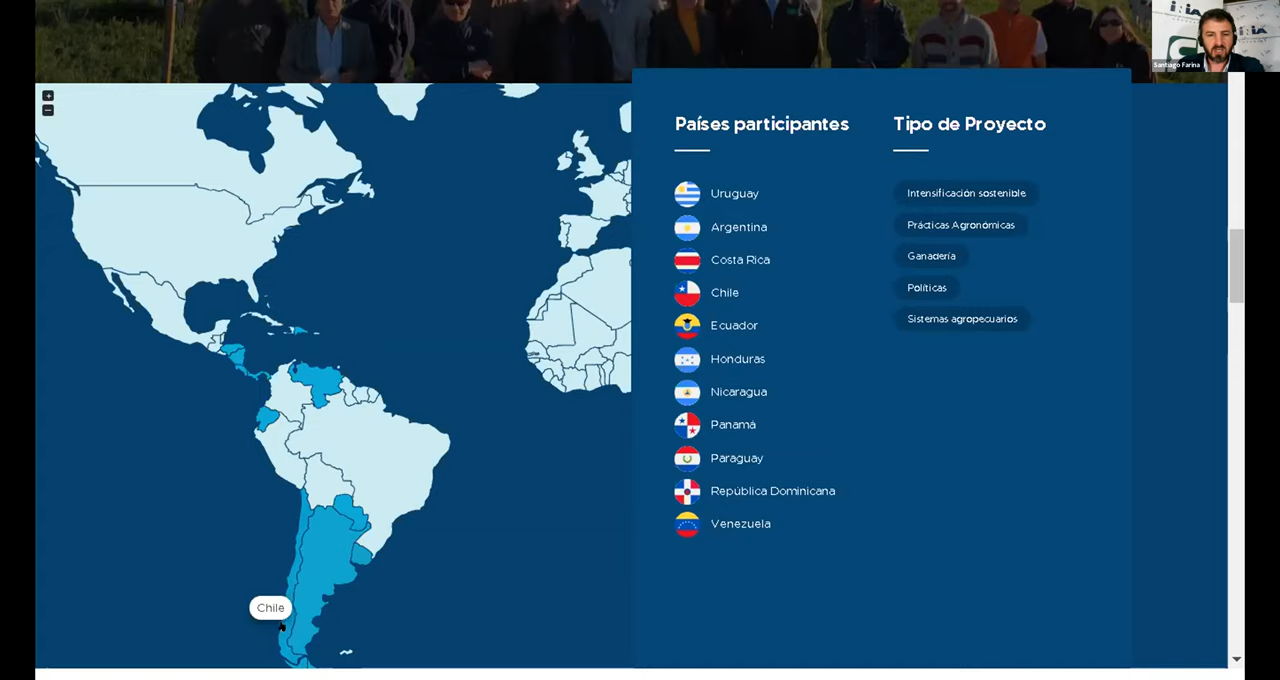 INIA
Santiago Farina
+
−
Países participantes
Uruguay
Argentina
Costa Rica
Chile
Ecuador
Honduras
Nicaragua
Panamá
Paraguay
República Dominicana
Venezuela
Tipo de Proyecto
Intensificación sostenible
Prácticas Agronómicas
Ganadería
Políticas
Sistemas agropecuarios
Chile